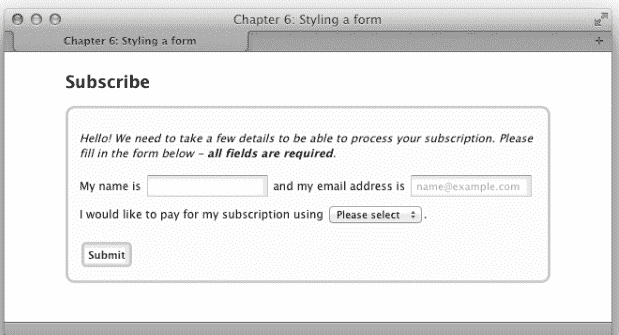 Chapter 6: Styling a form
Chapter 6: Styling a form
+
Subscribe
Hello! We need to take a few details to be able to process your subscription. Please
fill in the form below – all fields are required.
My name is and my email address is name@example.com
I would like to pay for my subscription using Please select .
Submit